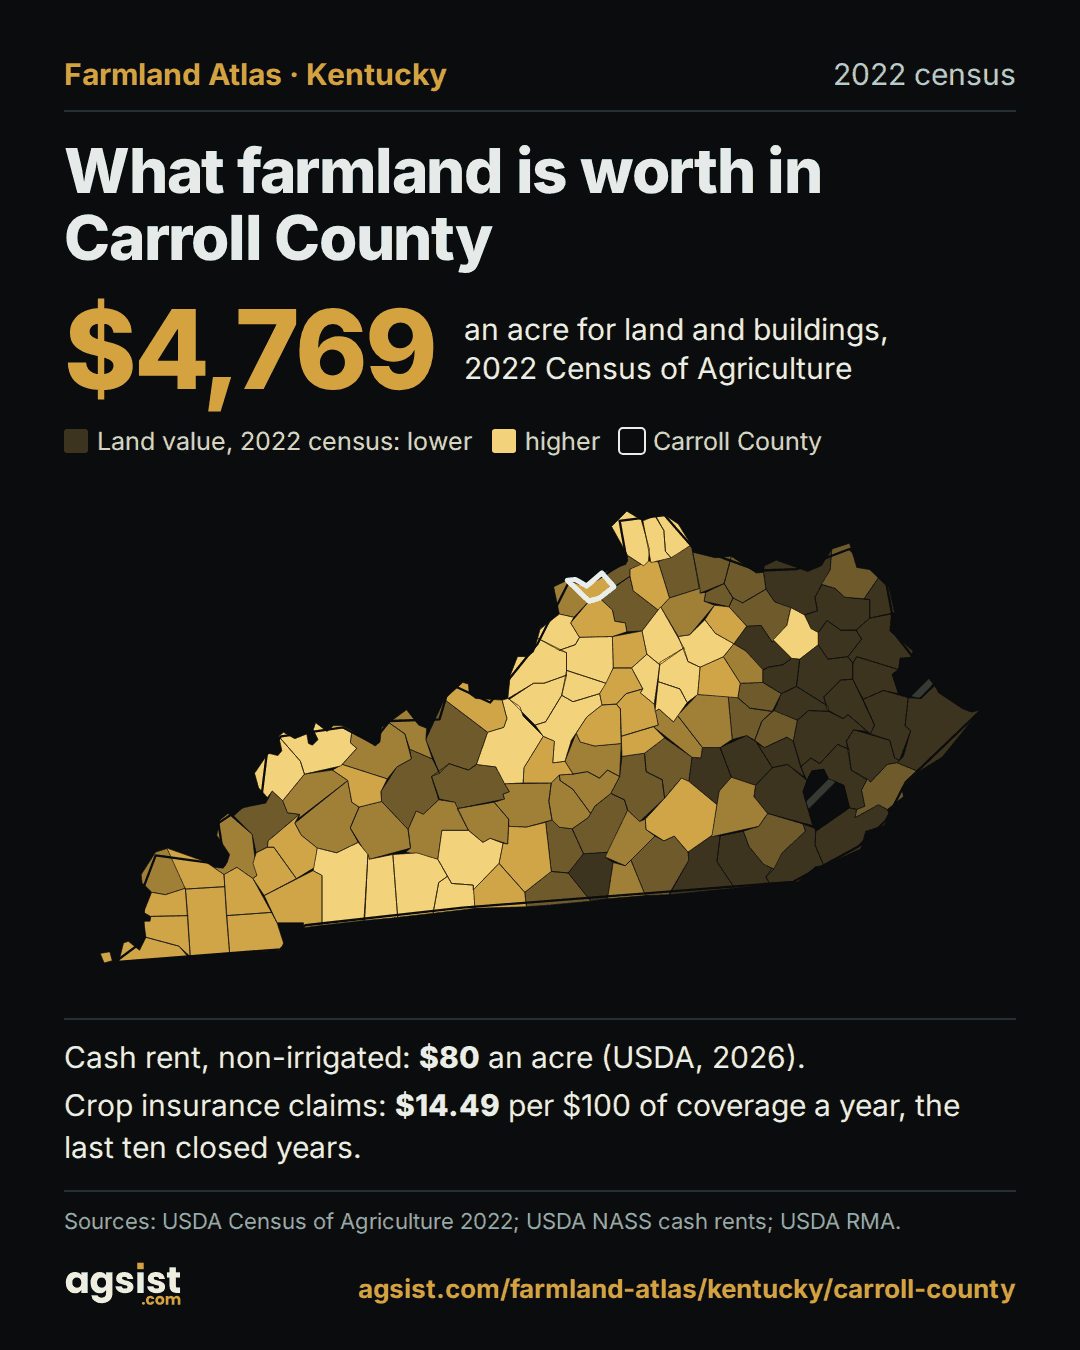 Farmland Atlas · Kentucky
2022 census
What farmland is worth in
Carroll County
$4,769
an acre for land and buildings,
2022 Census of Agriculture
Land value, 2022 census: lower
higher
Carroll County
Cash rent, non-irrigated: $80 an acre (USDA, 2026).
Crop insurance claims: $14.49 per $100 of coverage a year, the
last ten closed years.
Sources: USDA Census of Agriculture 2022; USDA NASS cash rents; USDA RMA.
agsist
.com
agsist.com/farmland-atlas/kentucky/carroll-county